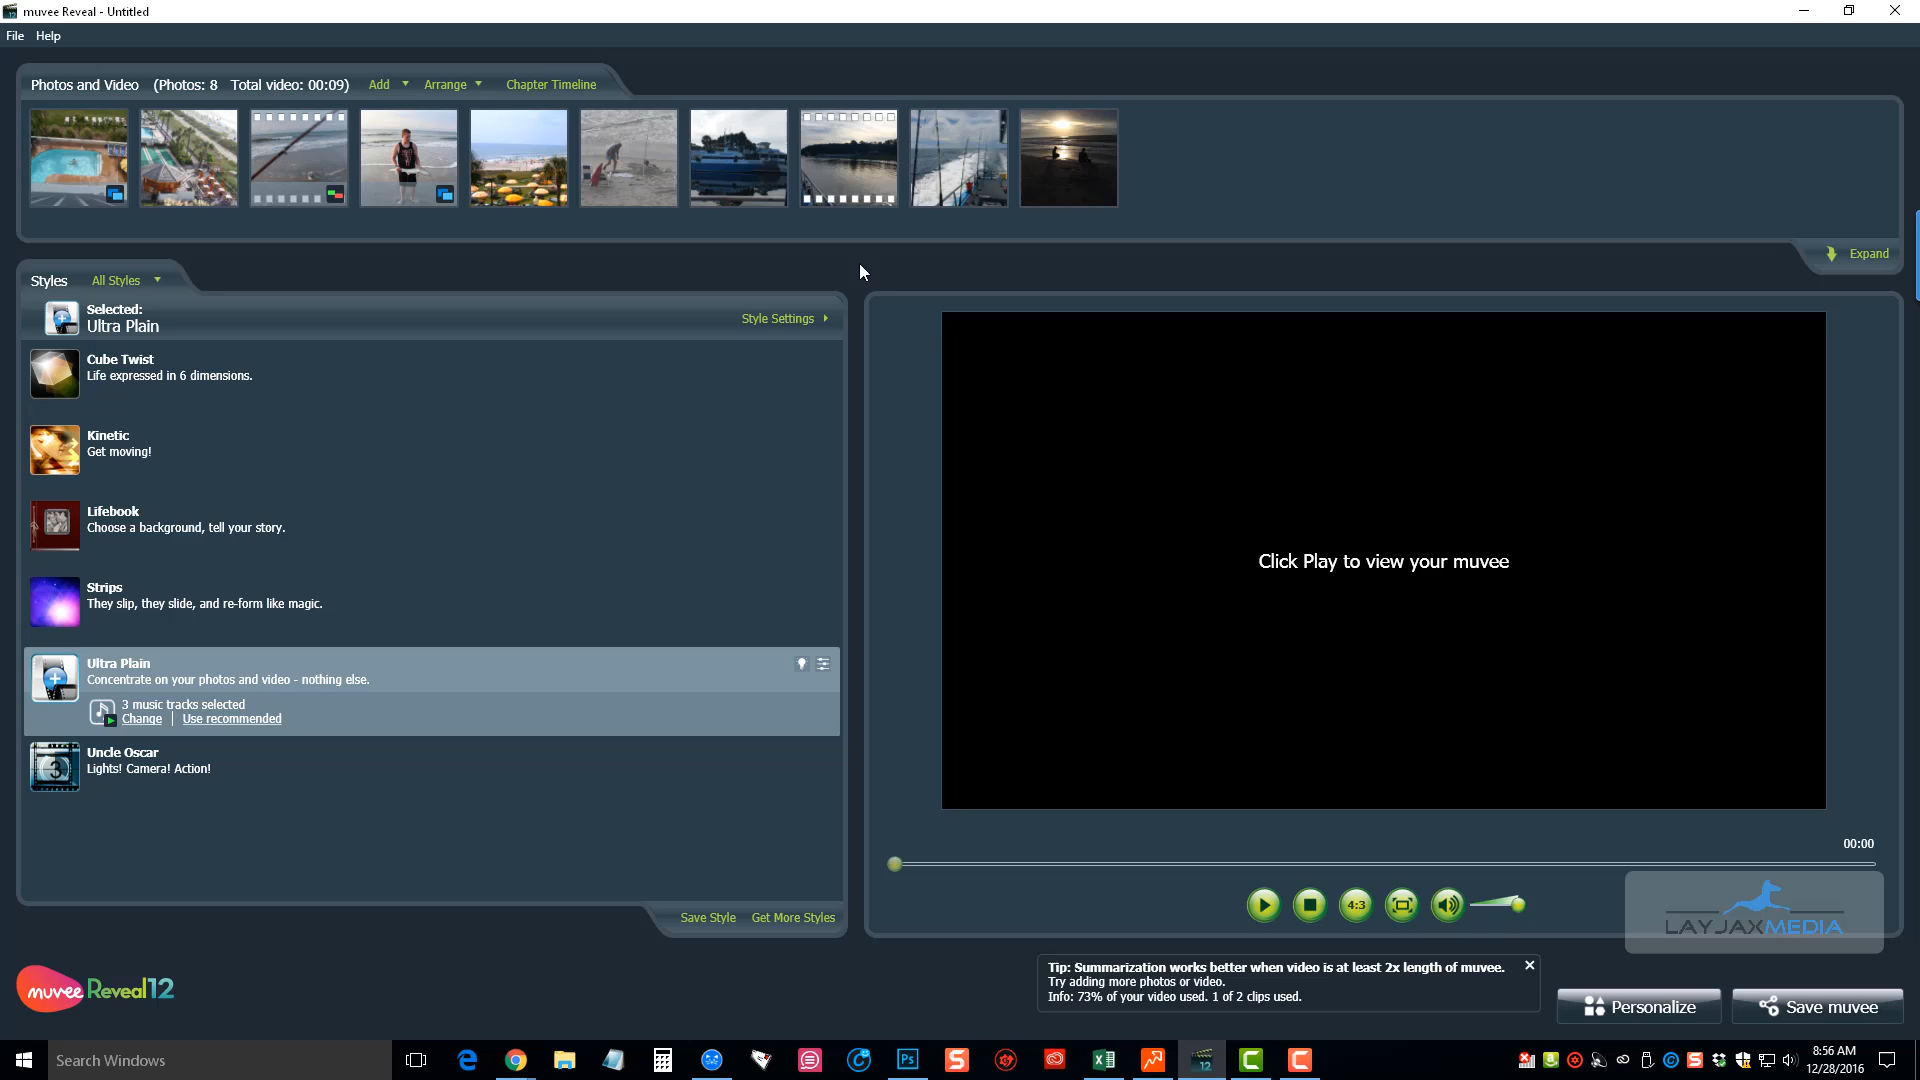 muvee Reveal - Untitled
File Help
Photos and Video (Photos: 8 Total video: 00:09) Add Arrange Chapter Timeline
Expand
Styles All Styles
Selected:
Ultra Plain
Style Settings
Cube Twist
Life expressed in 6 dimensions.
Kinetic
Get moving!
Lifebook
Choose a background, tell your story.
Strips
They slip, they slide, and re-form like magic.
Ultra Plain
Concentrate on your photos and video - nothing else.
3 music tracks selected
Change | Use recommended
Uncle Oscar
Lights! Camera! Action!
Save Style Get More Styles
Click Play to view your muvee
00:00
4:3
LAYJAXMEDIA
muvee Reveal12
Tip: Summarization works better when video is at least 2x length of muvee.
Try adding more photos or video.
Info: 73% of your video used. 1 of 2 clips used.
Personalize
Save muvee
Search Windows
Ps
12
8:56 AM
12/28/2016